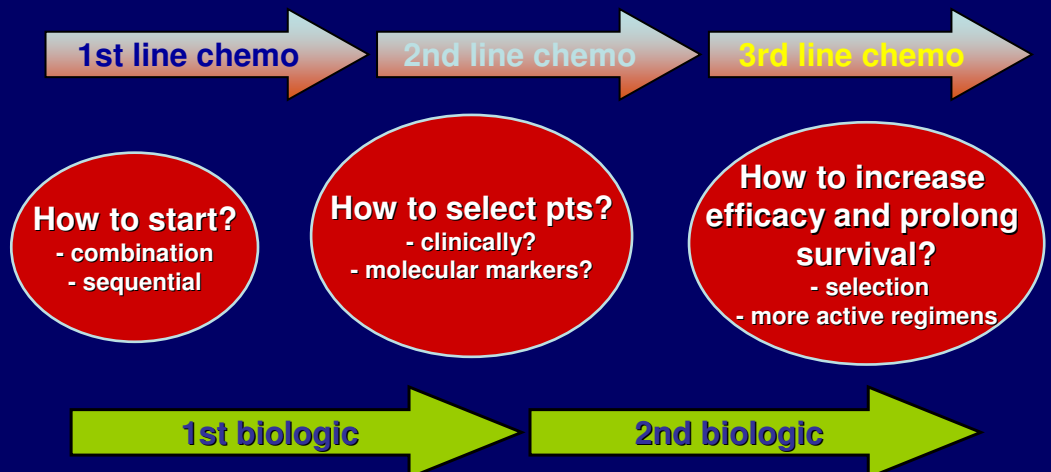 1st line chemo
2nd line chemo
3rd line chemo
How to start?
- combination
- sequential
How to select pts?
- clinically?
- molecular markers?
How to increase
efficacy and prolong
survival?
- selection
- more active regimens
1st biologic
2nd biologic